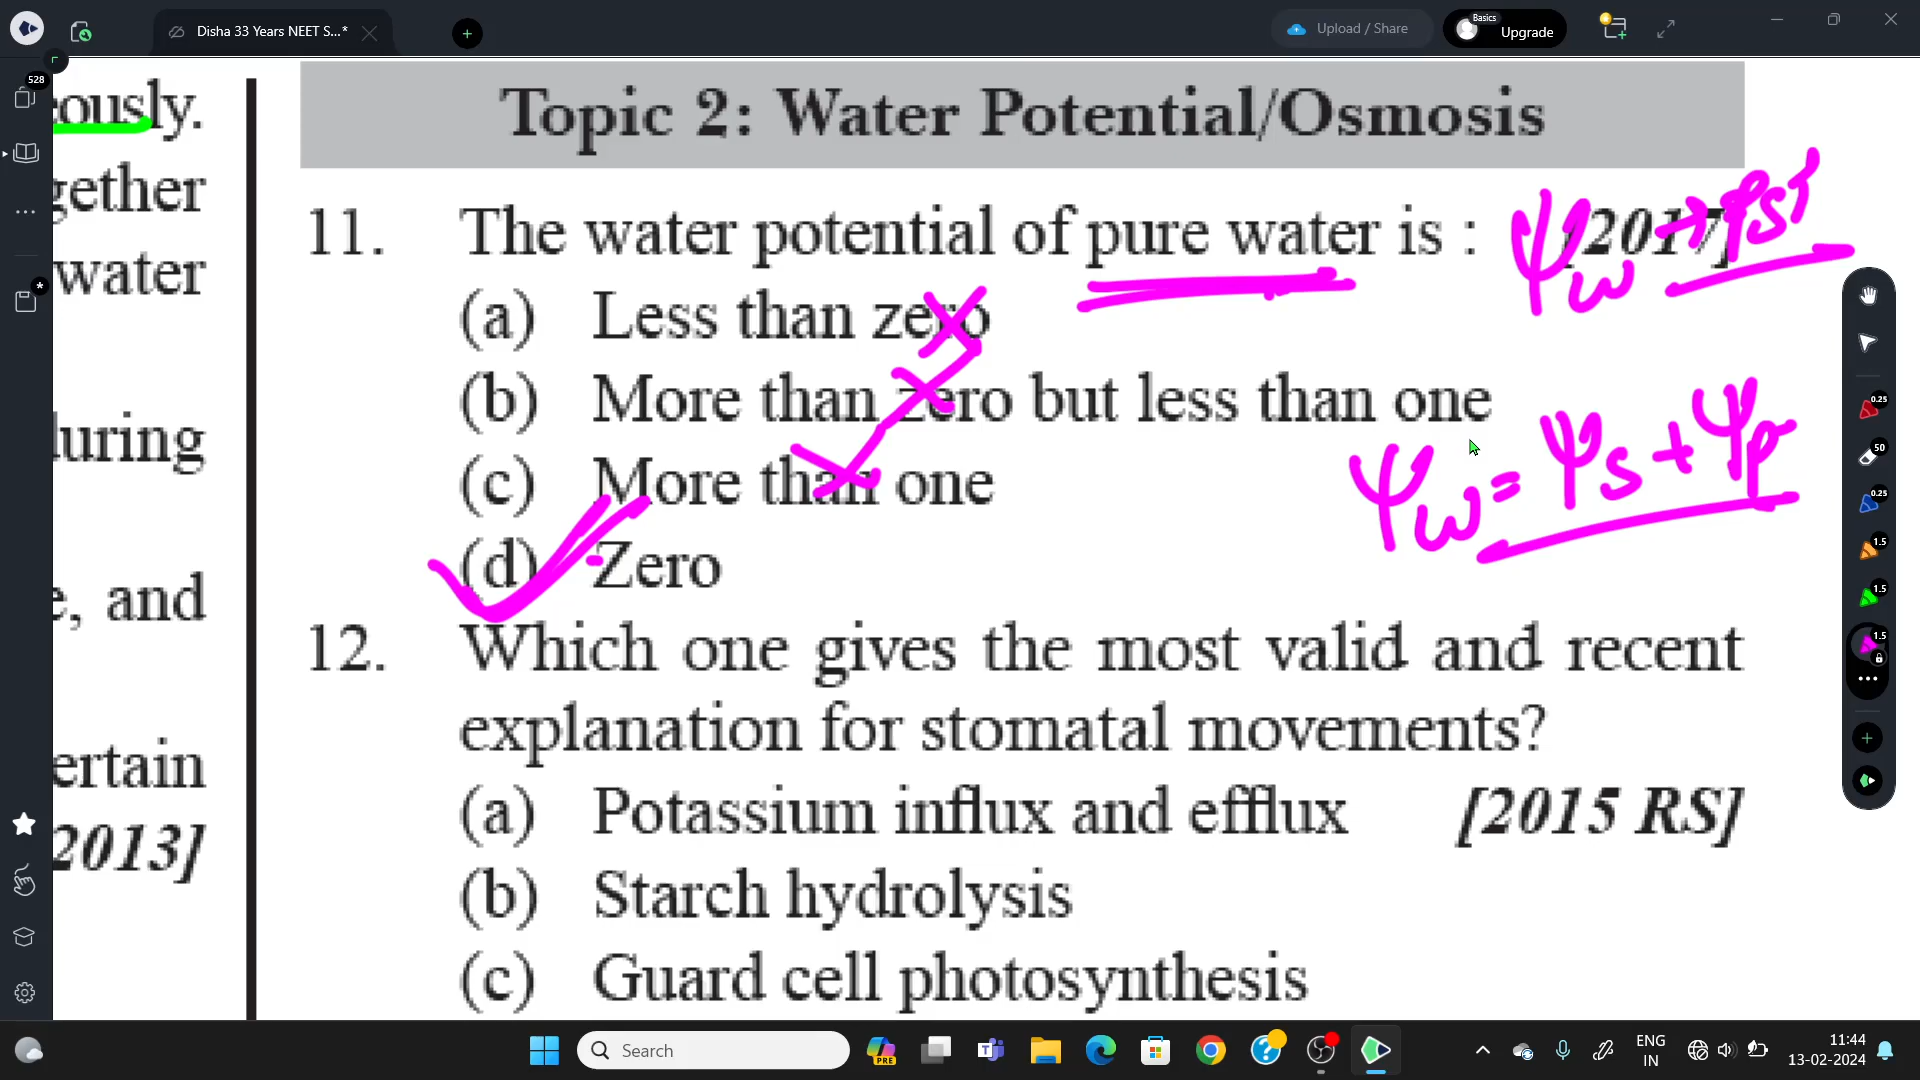 528
Disha 33 Years NEET S...*
Upload / Share
Basics
Upgrade
ously.
gether
water
luring
e, and
ertain
2013]
Topic 2: Water Potential/Osmosis
11. The water potential of pure water is : [2017]
(a) Less than zero
(b) More than zero but less than one
(c) More than one
(d) Zero
ψw
ψw = ψs + ψp
12. Which one gives the most valid and recent
explanation for stomatal movements?
(a) Potassium influx and efflux [2015 RS]
(b) Starch hydrolysis
(c) Guard cell photosynthesis
0.25
50
0.25
1.5
1.5
1.5
Search
PRE
ENG
IN
11:44
13-02-2024